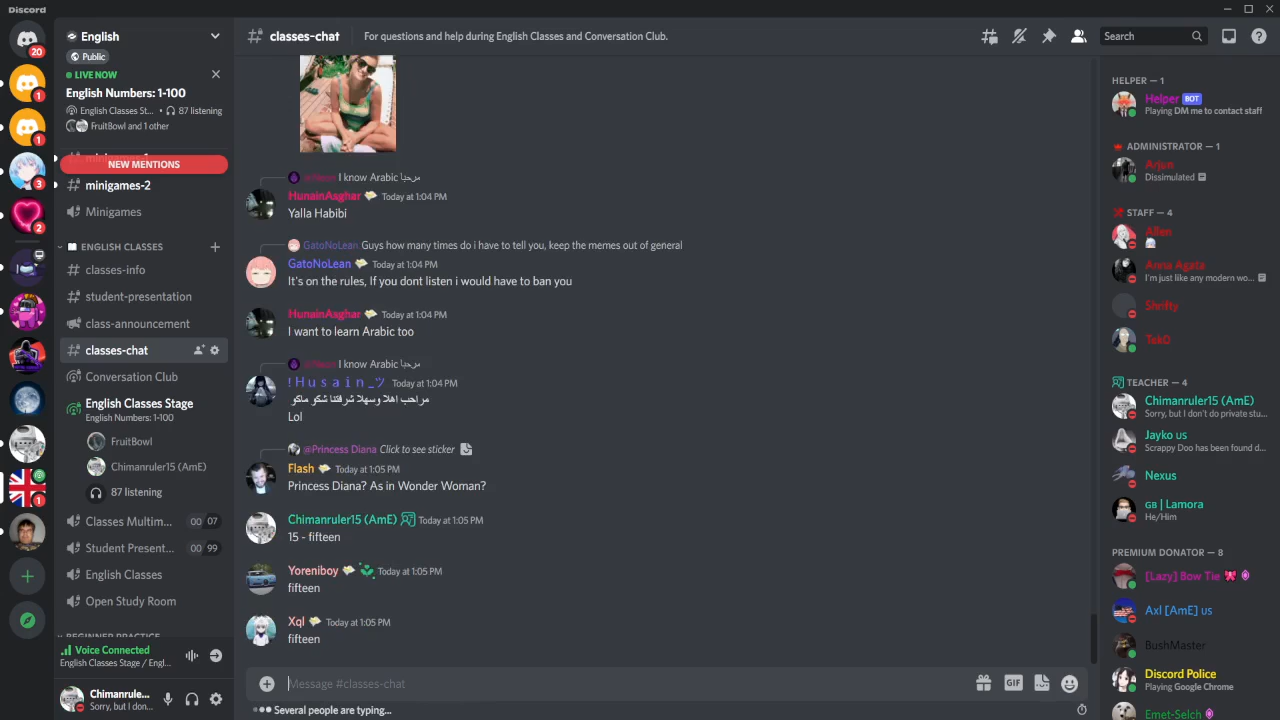 Discord
English
Public
LIVE NOW
English Numbers: 1-100
English Classes St... • 87 listening
FruitBowl and 1 other
NEW MENTIONS
minigames-2
Minigames
ENGLISH CLASSES
classes-info
student-presentation
class-announcement
classes-chat
Conversation Club
English Classes Stage
English Numbers: 1-100
FruitBowl
Chimanruler15 (AmE)
87 listening
Classes Multim... 00 07
Student Present... 00 99
English Classes
Open Study Room
BEGINNER PRACTICE
Voice Connected
English Classes Stage / Engl...
Chimanrule...
Sorry, but I don...
20
1
1
3
2
1
classes-chat For questions and help during English Classes and Conversation Club.
Search
I know Arabic مرحبا
HunainAsghar Today at 1:04 PM
Yalla Habibi
GatoNoLean Guys how many times do i have to tell you, keep the memes out of general
GatoNoLean Today at 1:04 PM
It's on the rules, If you dont listen i would have to ban you
HunainAsghar Today at 1:04 PM
I want to learn Arabic too
I know Arabic مرحبا
! H u s a i n _ツ Today at 1:04 PM
مراحب اهلا وسهلا شرفتنا شكو ماكو
Lol
@Princess Diana Click to see sticker
Flash Today at 1:05 PM
Princess Diana? As in Wonder Woman?
Chimanruler15 (AmE) Today at 1:05 PM
15 - fifteen
Yoreniboy Today at 1:05 PM
fifteen
Xql Today at 1:05 PM
fifteen
Message #classes-chat
GIF
Several people are typing...
HELPER — 1
Helper BOT
Playing DM me to contact staff
ADMINISTRATOR — 1
Arjun
Dissimulated
STAFF — 4
Allen
Anna Agata
I'm just like any modern wo...
Shrifty
TekD
TEACHER — 4
Chimanruler15 (AmE)
Sorry, but I don't do private stu...
Jayko us
Scrappy Doo has been found d...
Nexus
GB | Lamora
He/Him
PREMIUM DONATOR — 8
[Lazy] Bow Tie
Axl [AmE] us
BushMaster
Discord Police
Playing Google Chrome
Emet-Selch